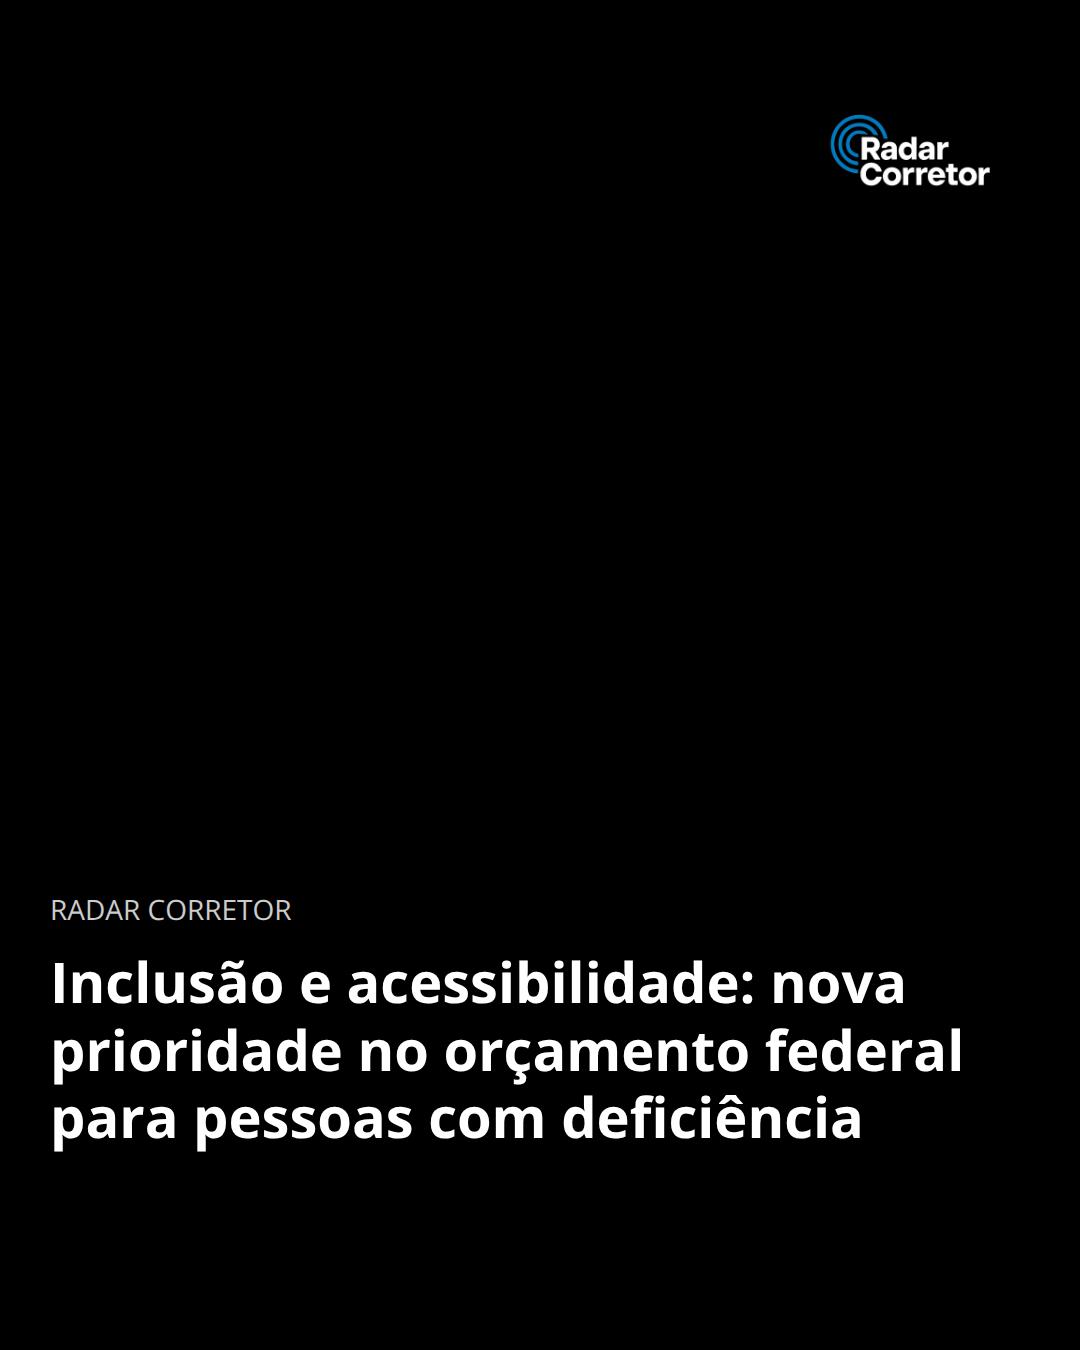 Radar
Corretor
RADAR CORRETOR
Inclusão e acessibilidade: nova
prioridade no orçamento federal
para pessoas com deficiência